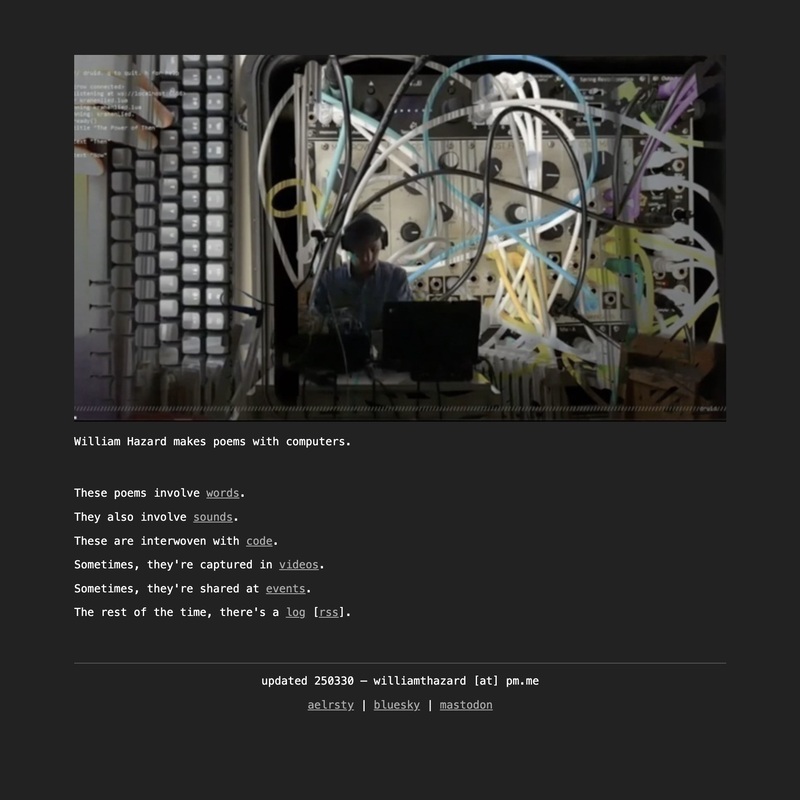 William Hazard makes poems with computers.
These poems involve words.
They also involve sounds.
These are interwoven with code.
Sometimes, they're captured in videos.
Sometimes, they're shared at events.
The rest of the time, there's a log [rss].
updated 250330 — williamthazard [at] pm.me
aelrsty | bluesky | mastodon